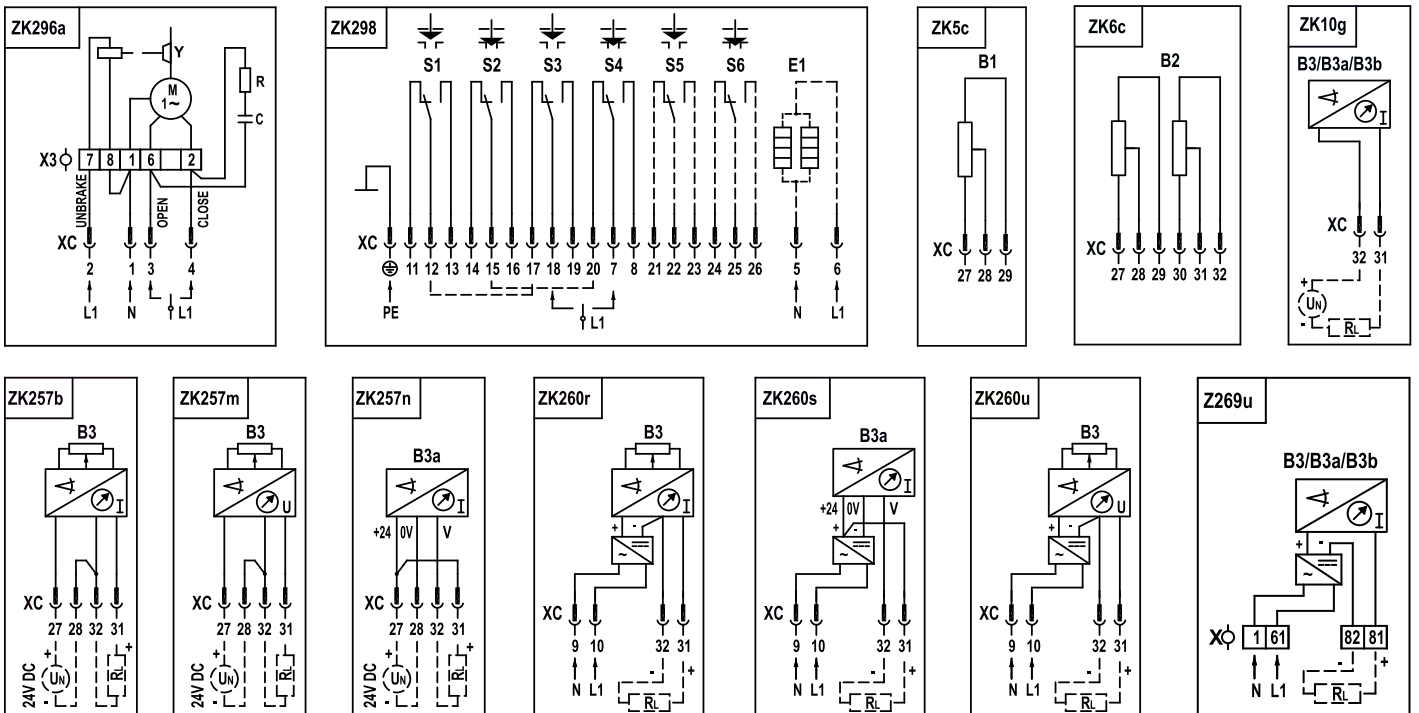 ZK296a
Y
M
1~
R
C
X3
7 8 1 6 2
UNBRAKE
OPEN
CLOSE
XC
2 1 3 4
L1 N L1
ZK298
S1 S2 S3 S4 S5 S6 E1
XC
11 12 13 14 15 16 17 18 19 20 7 8 21 22 23 24 25 26 5 6
PE L1 N L1
ZK5c
B1
XC
27 28 29
ZK6c
B2
XC
27 28 29 30 31 32
ZK10g
B3/B3a/B3b
I
XC
32 31
+
UN
-
RL
ZK257b
B3
I
XC
27 28 32 31
+ +
24V DC
UN
RL
-
ZK257m
B3
U
XC
27 28 32 31
+
24V DC
UN
RL
-
ZK257n
B3a
I
+24 0V V
XC
27 28 32 31
+ +
24V DC
UN
RL
-
ZK260r
B3
I
+ -
~
XC
9 10 32 31
- +
N L1
RL
ZK260s
B3a
I
+24 0V V
+ -
~
XC
9 10 32 31
- +
N L1
RL
ZK260u
B3
U
+ -
~
XC
9 10 32 31
- +
N L1
RL
Z269u
B3/B3a/B3b
I
+ -
~
X
1 61 82 81
- +
N L1
RL